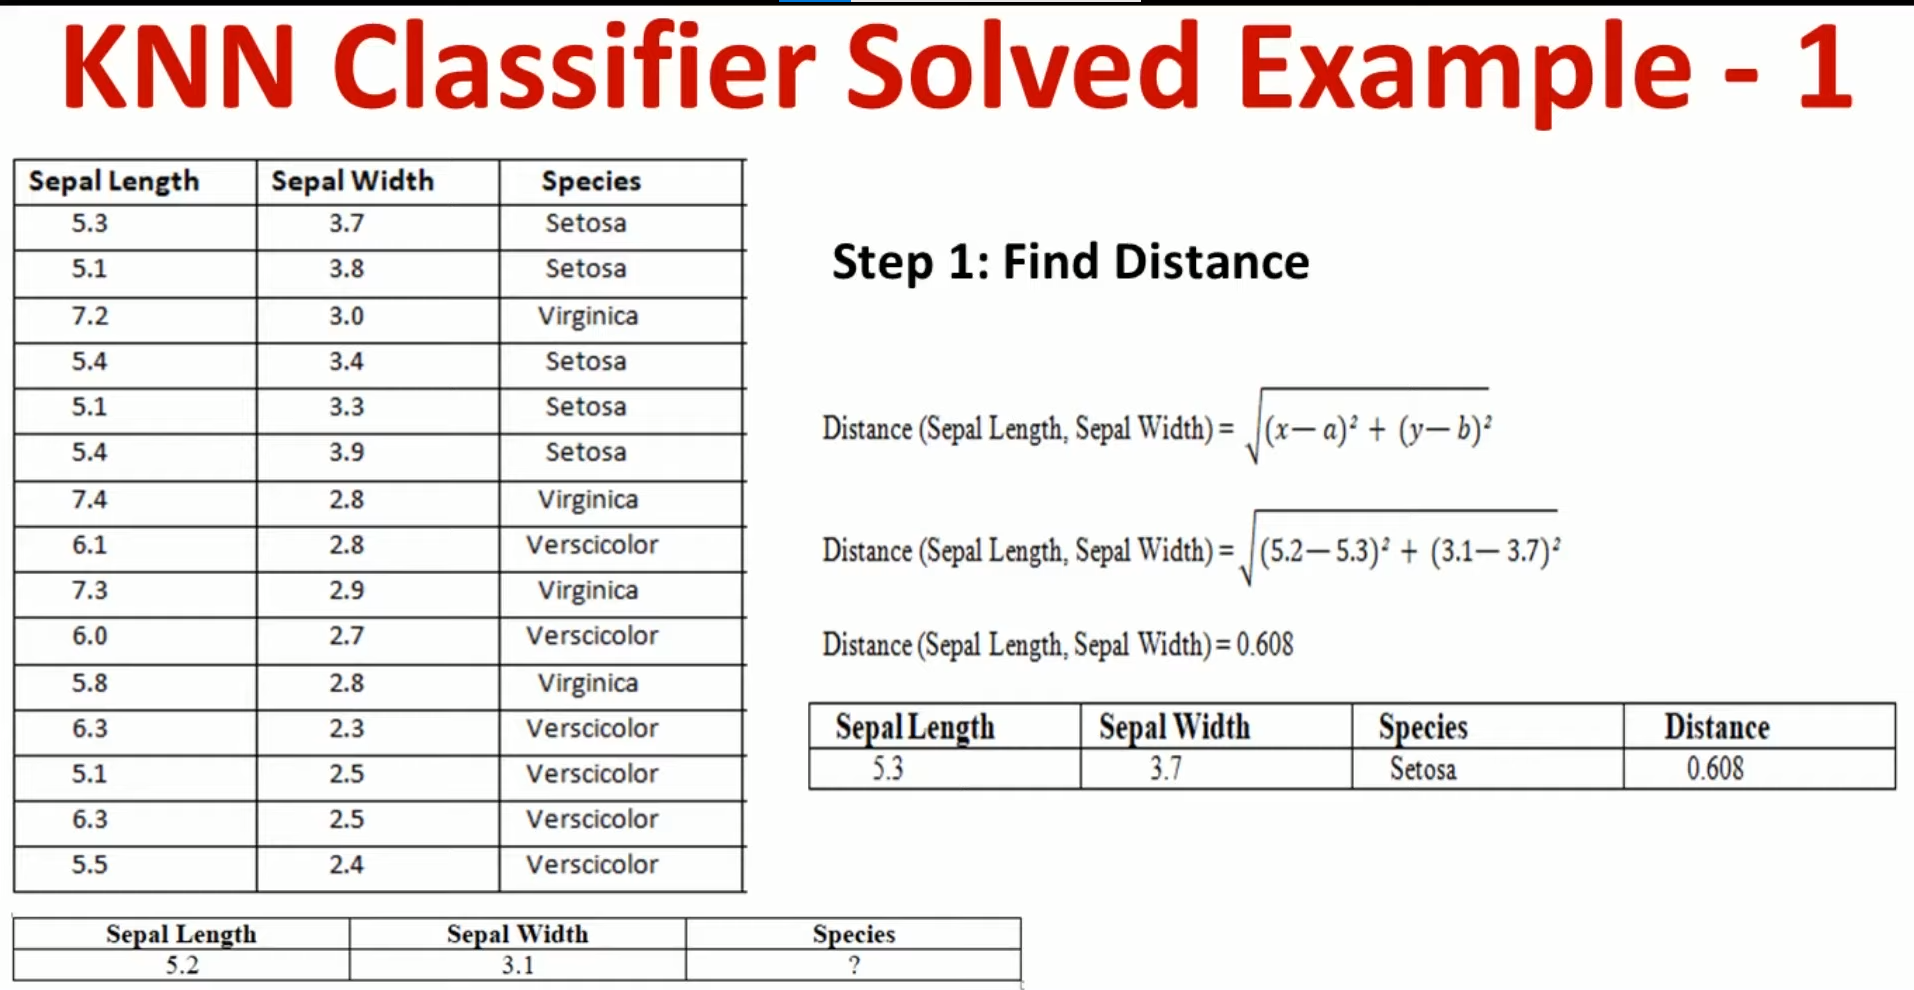 KNN Classifier Solved Example - 1
Sepal Length Sepal Width Species
5.3 3.7 Setosa
5.1 3.8 Setosa
7.2 3.0 Virginica
5.4 3.4 Setosa
5.1 3.3 Setosa
5.4 3.9 Setosa
7.4 2.8 Virginica
6.1 2.8 Verscicolor
7.3 2.9 Virginica
6.0 2.7 Verscicolor
5.8 2.8 Virginica
6.3 2.3 Verscicolor
5.1 2.5 Verscicolor
6.3 2.5 Verscicolor
5.5 2.4 Verscicolor
Sepal Length Sepal Width Species
5.2 3.1 ?
Step 1: Find Distance
Distance (Sepal Length, Sepal Width) = √(x− a)² + (y− b)²
Distance (Sepal Length, Sepal Width) = √(5.2− 5.3)² + (3.1− 3.7)²
Distance (Sepal Length, Sepal Width) = 0.608
Sepal Length Sepal Width Species Distance
5.3 3.7 Setosa 0.608